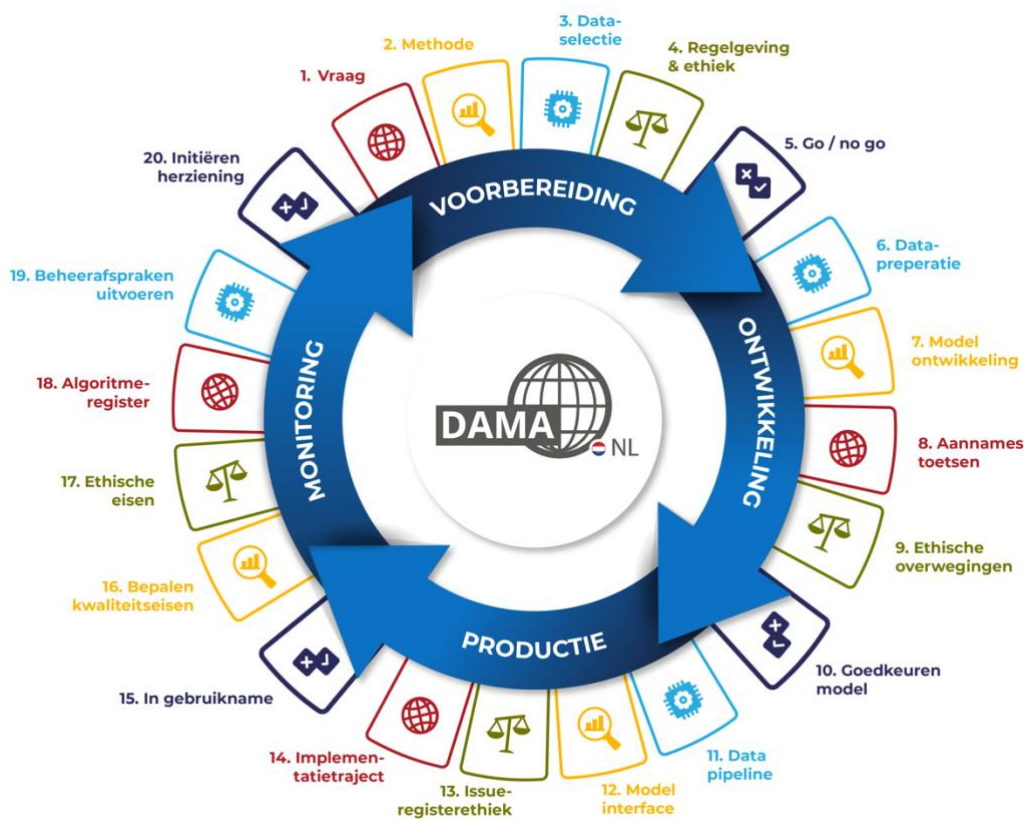 1. Vraag
2. Methode
3. Data-
selectie
4. Regelgeving
& ethiek
5. Go / no go
6. Data-
preperatie
7. Model
ontwikkeling
8. Aannames
toetsen
9. Ethische
overwegingen
10. Goedkeuren
model
11. Data
pipeline
12. Model
interface
13. Issue-
registerethiek
14. Implemen-
tatietraject
15. In gebruikname
16. Bepalen
kwaliteitseisen
17. Ethische
eisen
18. Algoritme-
register
19. Beheerafspraken
uitvoeren
20. Initiëren
herziening
VOORBEREIDING
ONTWIKKELING
PRODUCTIE
MONITORING
DAMA
NL